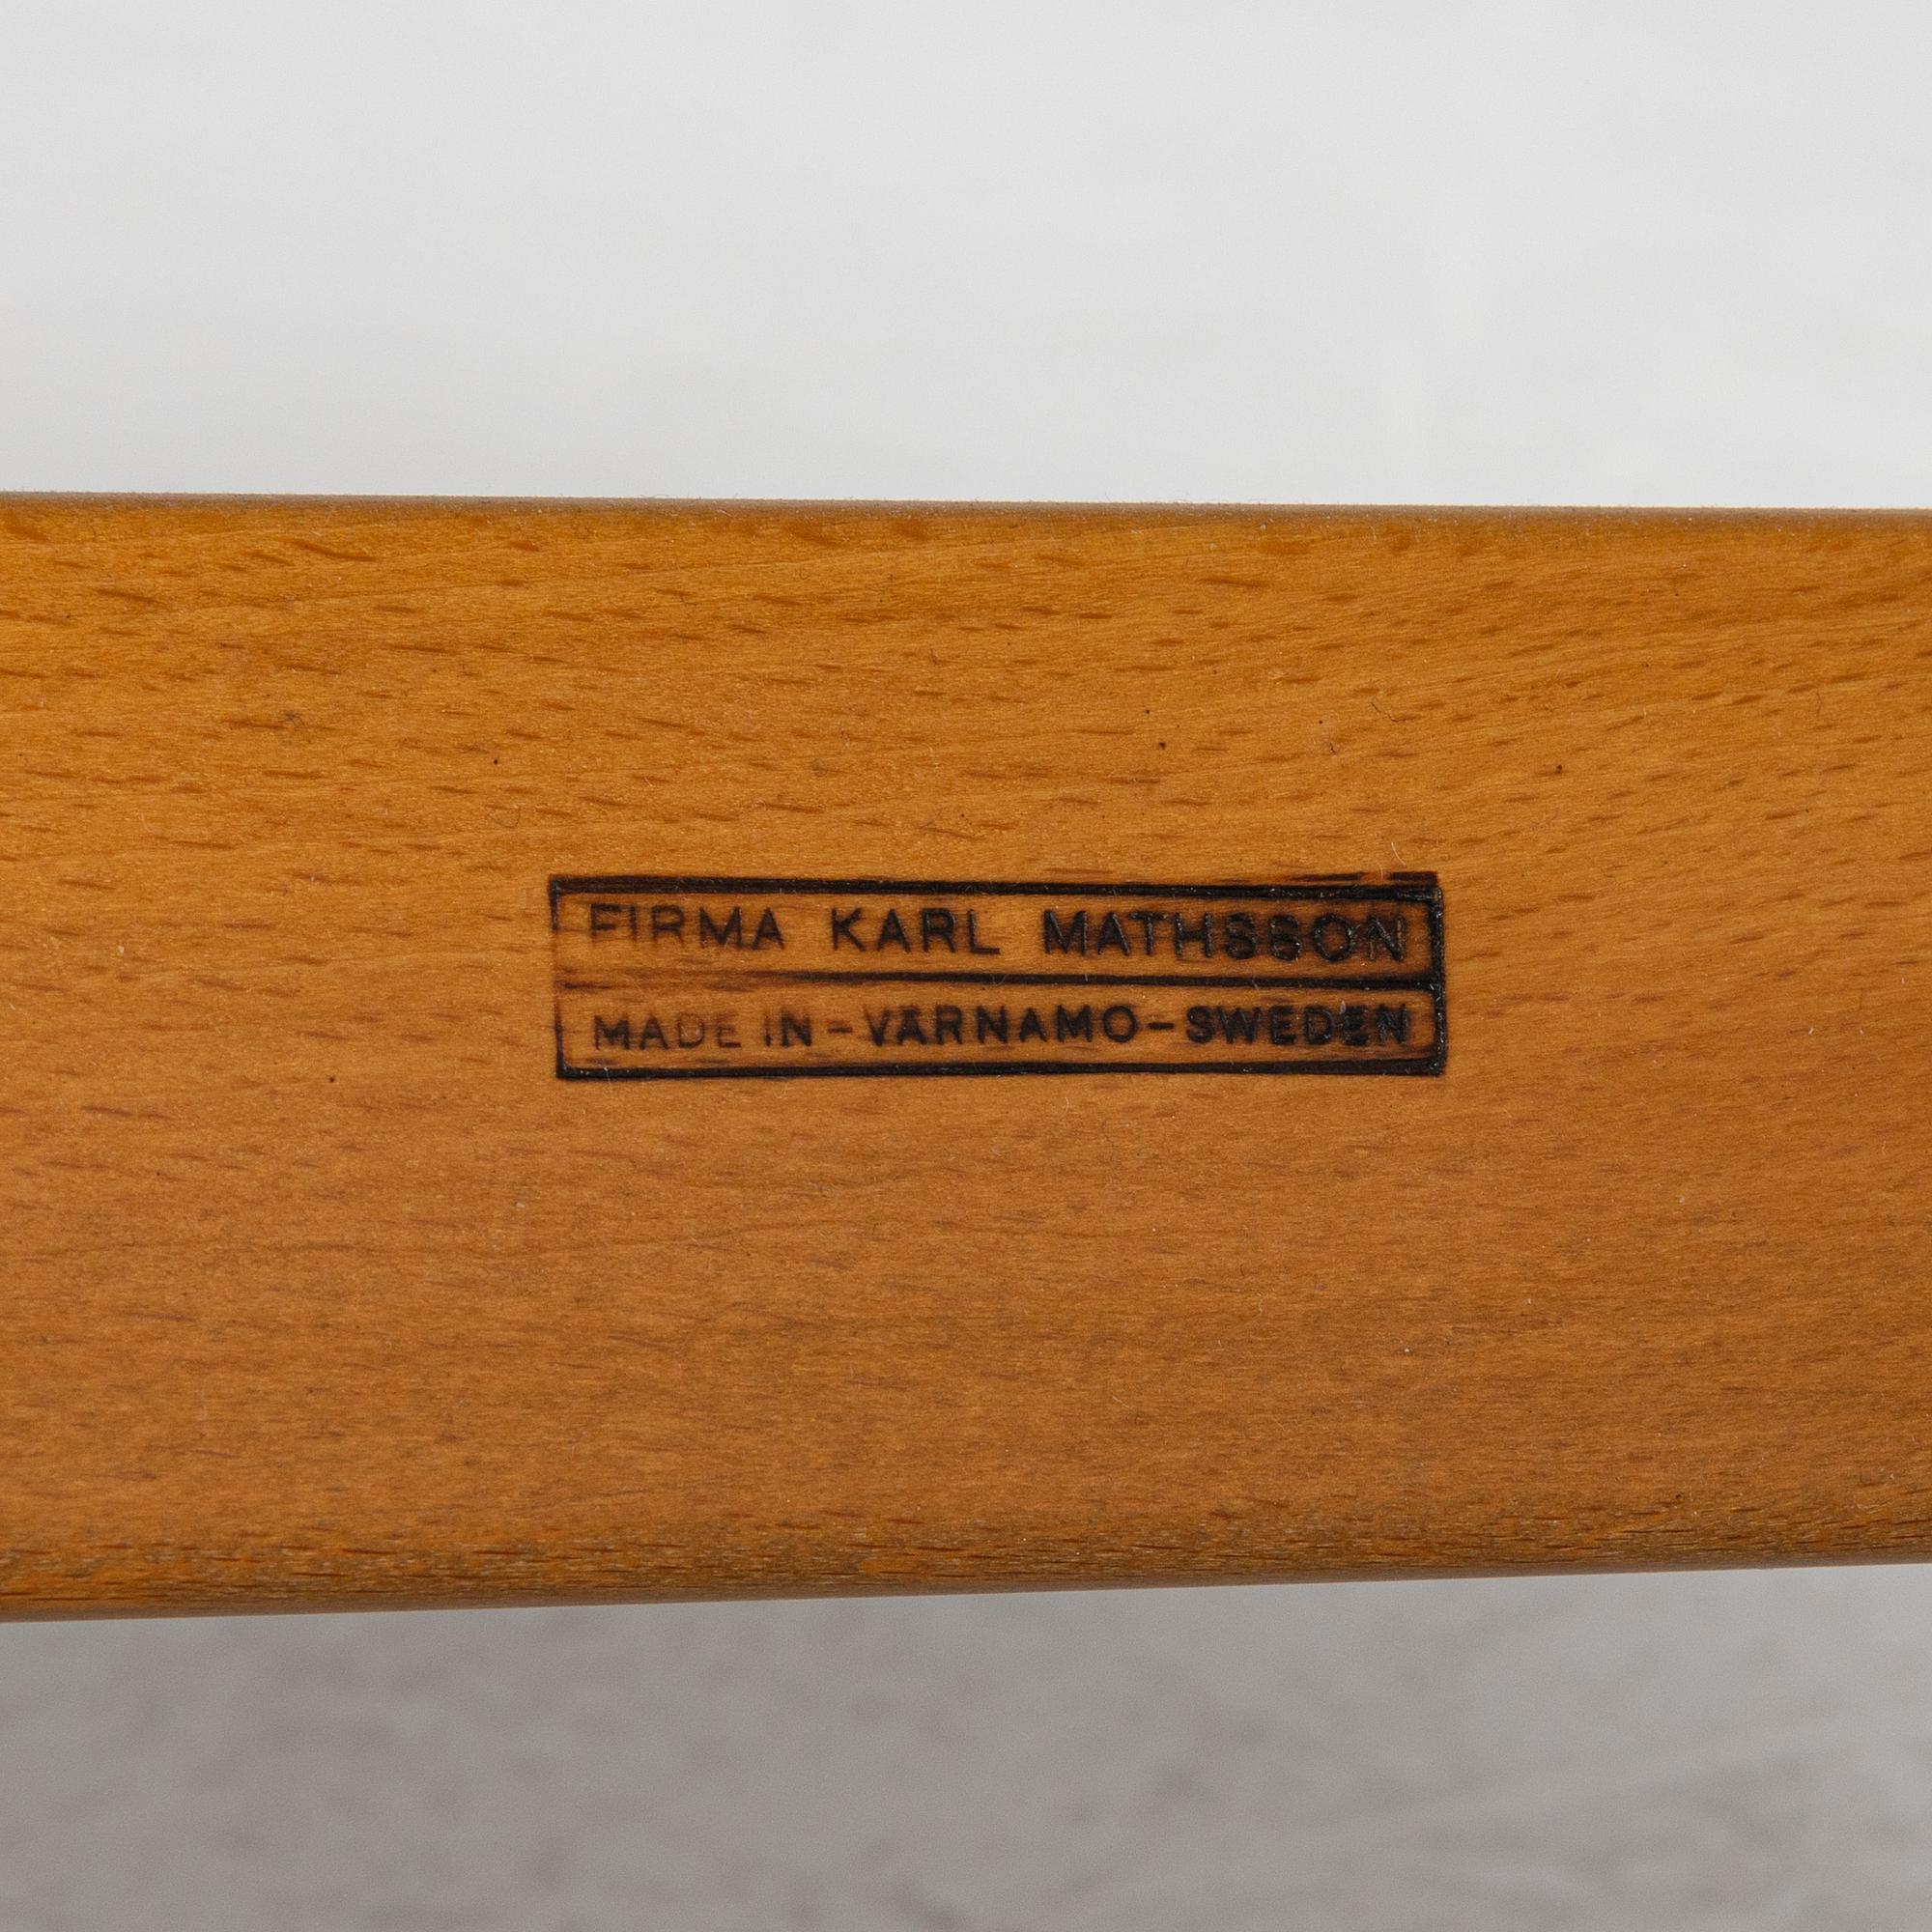 FIRMA KARL MATHSSON
MADE IN-VÄRNAMO-SWEDEN